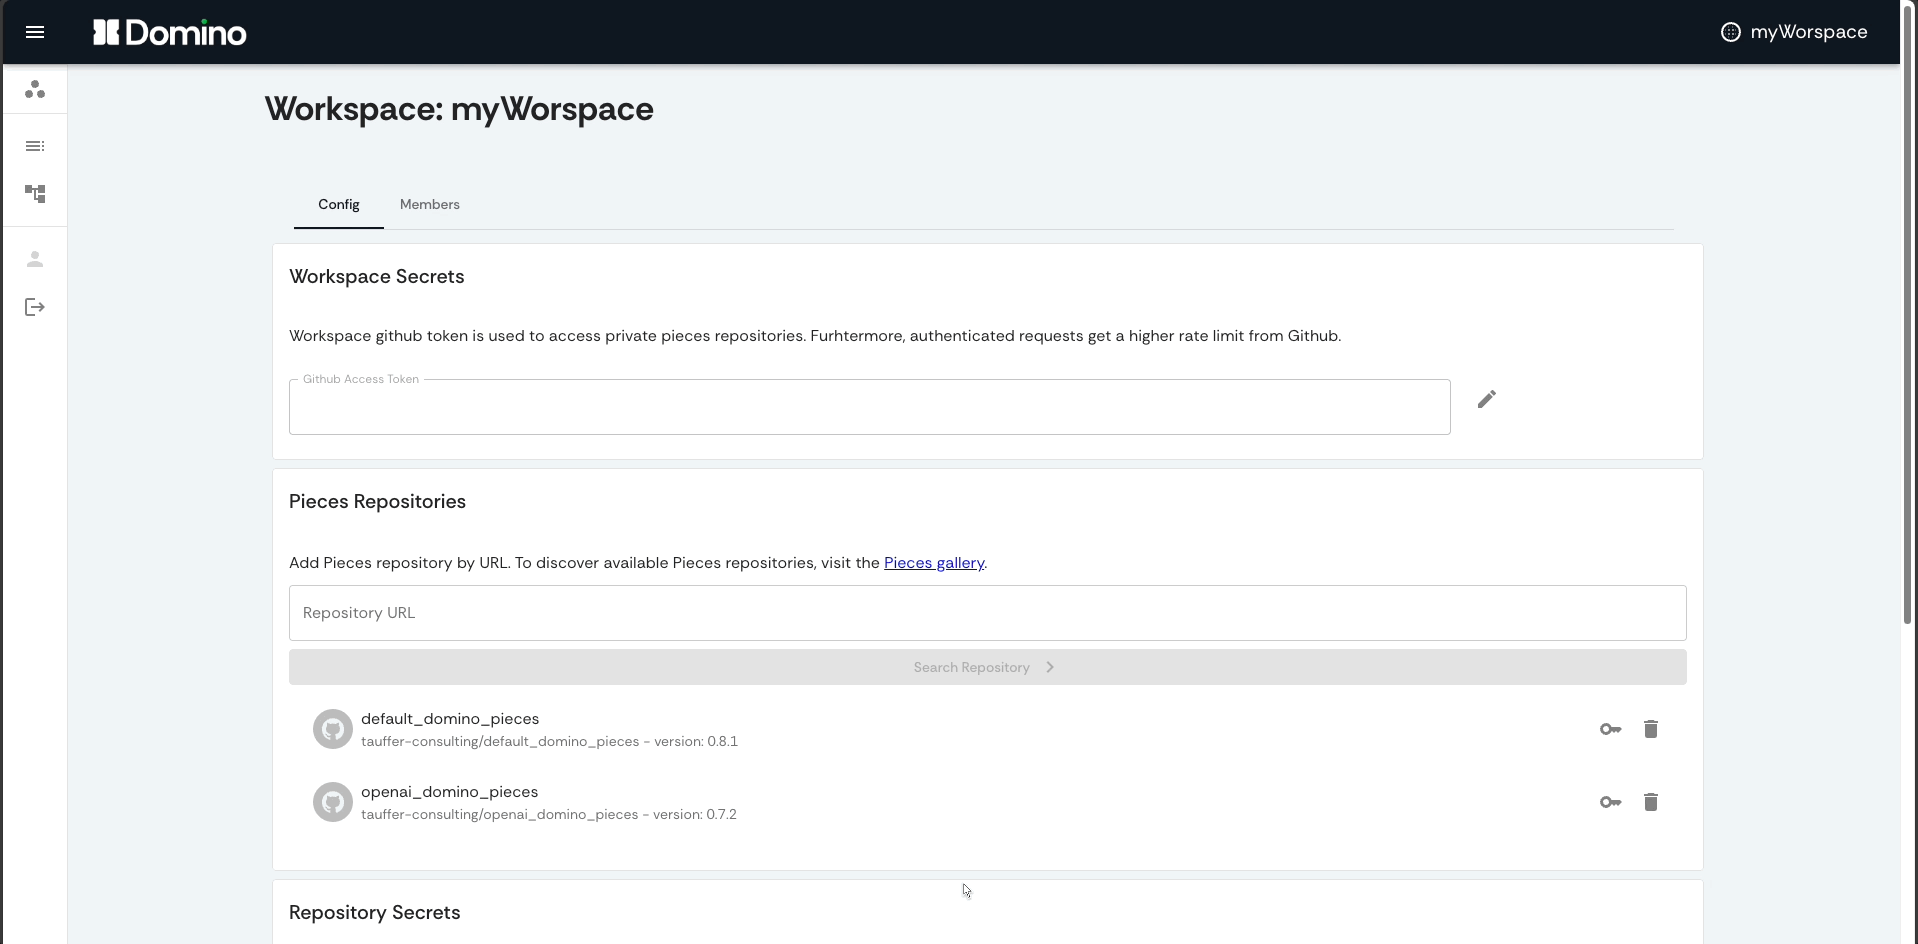 Domino
myWorspace
Workspace: myWorspace
Config
Members
Workspace Secrets
Workspace github token is used to access private pieces repositories. Furhtermore, authenticated requests get a higher rate limit from Github.
Github Access Token
Pieces Repositories
Add Pieces repository by URL. To discover available Pieces repositories, visit the Pieces gallery.
Repository URL
Search Repository
default_domino_pieces
tauffer-consulting/default_domino_pieces - version: 0.8.1
openai_domino_pieces
tauffer-consulting/openai_domino_pieces - version: 0.7.2
Repository Secrets